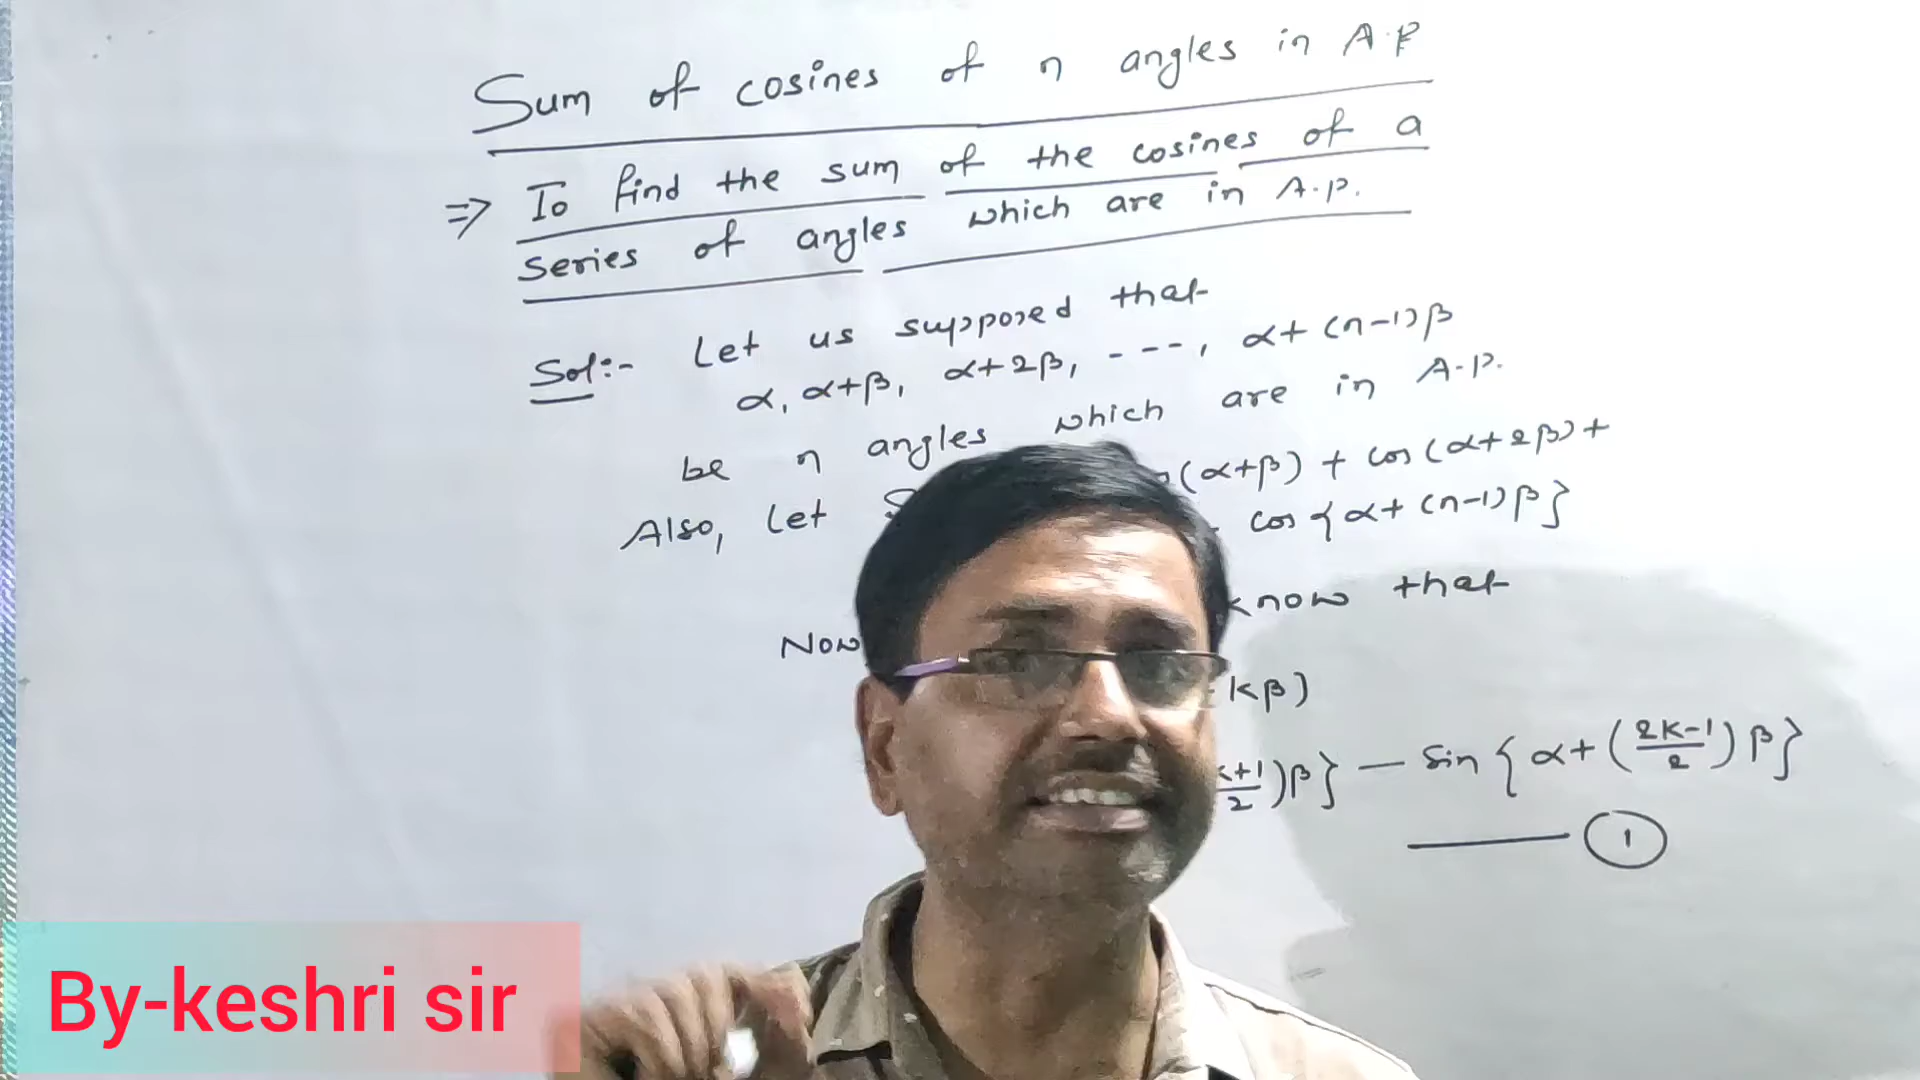 Sum of cosines of n angles in A.P
⇒ To find the sum of the cosines of a
series of angles which are in A.P.
Sol:- Let us supposed that
α, α+β, α+2β, ---, α+(n-1)β
be n angles which are in A.P.
Also, Let (α+β) + cos(α+2β)+
cos{α+(n-1)β}
Now know that
kβ)
+1/2)β} — sin{α+((2k-1)/2)β}
—— ①
By-keshri sir